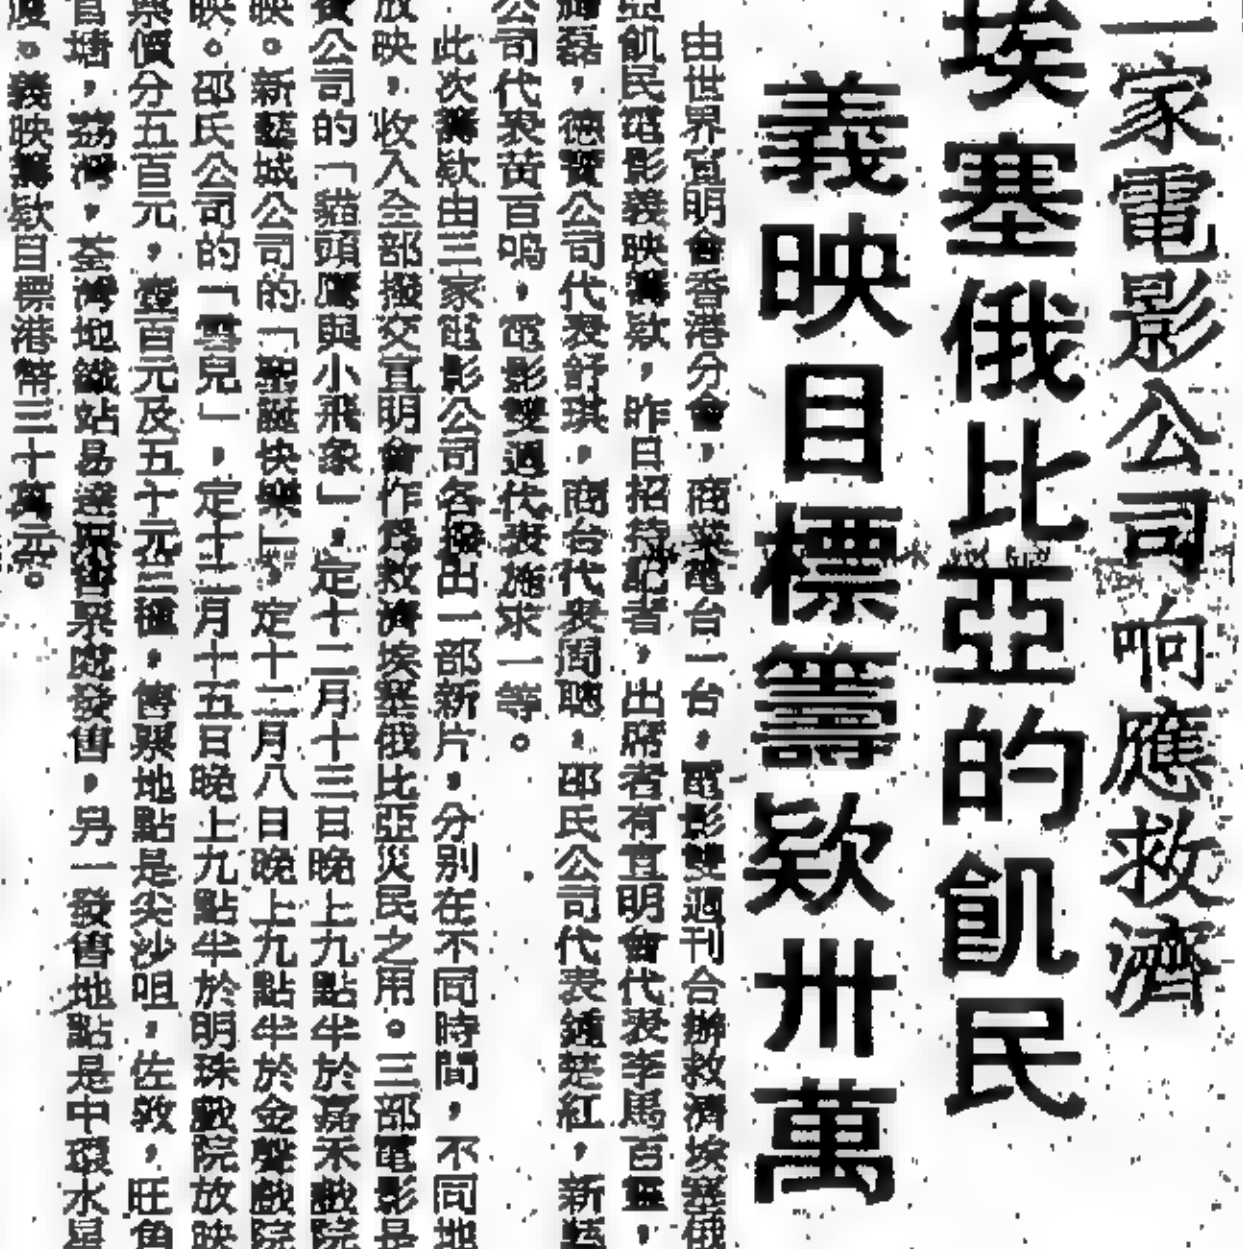 一家電影公司响應救濟
埃塞俄比亞的飢民
義映目標籌欵卅萬
由世界宣明會香港分會，商業電台一台，電影雙週刊合辦救濟埃塞俄
亞飢民電影義映籌欵，昨日招待記者，出席者有宣明會代表李馬百
磊，德寶公司代表舒琪，商台代表周聰，邵氏公司代表鍾楚紅，新藝
公司代表黃百鳴，電影雙週代表施求一等。
此次籌欵由三家電影公司各撥出一部新片，分別在不同時間，不同地
放映，收入全部撥交宣明會作爲救濟埃塞俄比亞災民之用。三部電影是
寶公司的「貓頭鷹與小飛象」，定十二月十三日晚上九點半於嘉禾戲院
映。新藝城公司的「聖誕快樂」，定十二月八日晚上九點半於金聲戲院
映。邵氏公司的「雪兒」，定十二月十五日晚上九點半於明珠戲院放映
票價分五百元，壹百元及五十元三種，售票地點是尖沙咀，佐敦，旺角
官塘，荔灣，荃灣地鐵站易達票售票處發售，另一發售地點是中環水星
廈。義映籌欵目標港幣三十萬元。